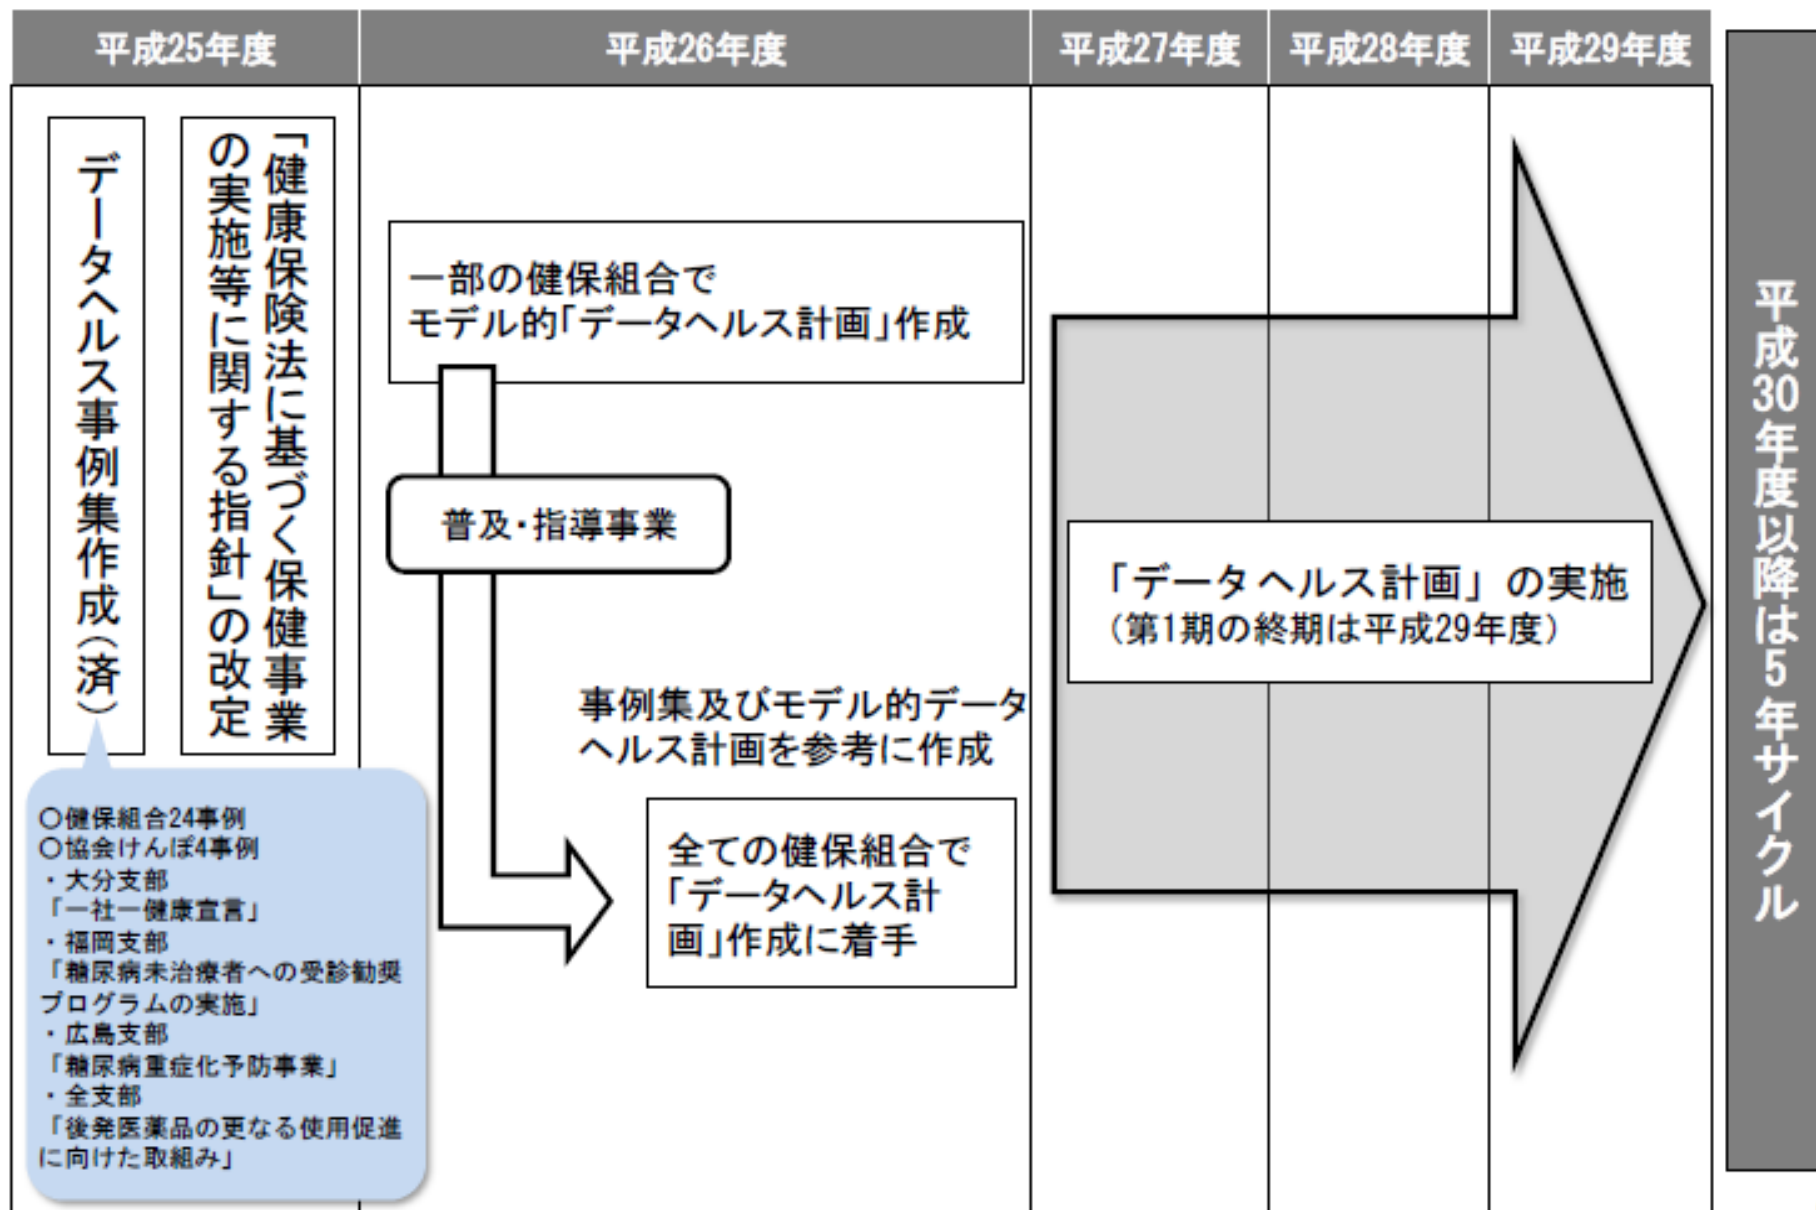 平成25年度
平成26年度
平成27年度
平成28年度
平成29年度
データヘルス事例集作成（済）
「健康保険法に基づく保健事業
の実施等に関する指針」の改定
○健保組合24事例
○協会けんぽ4事例
・大分支部
「一社一健康宣言」
・福岡支部
「糖尿病未治療者への受診勧奨
プログラムの実施」
・広島支部
「糖尿病重症化予防事業」
・全支部
「後発医薬品の更なる使用促進
に向けた取組み」
一部の健保組合で
モデル的「データヘルス計画」作成
普及・指導事業
事例集及びモデル的データ
ヘルス計画を参考に作成
全ての健保組合で
「データヘルス計
画」作成に着手
「データヘルス計画」の実施
（第1期の終期は平成29年度）
平成30年度以降は5年サイクル